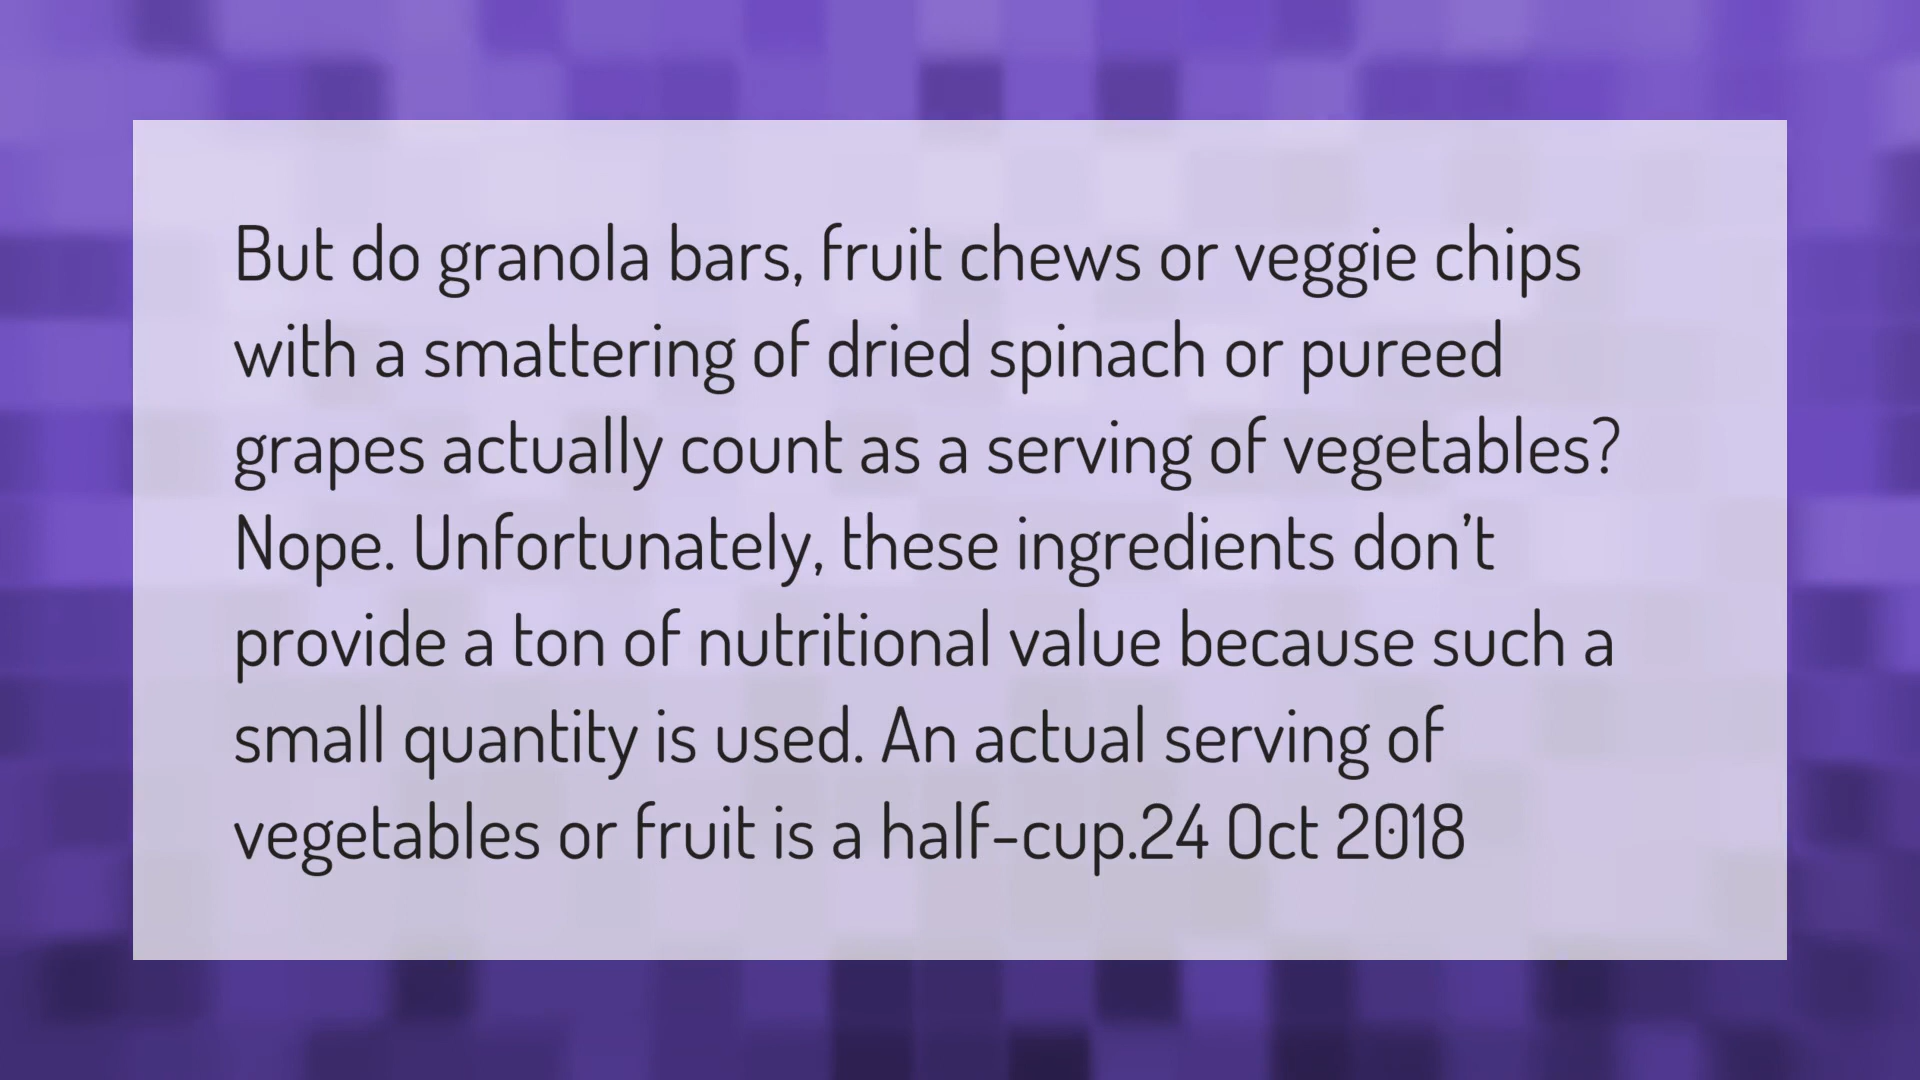 But do granola bars, fruit chews or veggie chips
with a smattering of dried spinach or pureed
grapes actually count as a serving of vegetables?
Nope. Unfortunately, these ingredients don't
provide a ton of nutritional value because such a
small quantity is used. An actual serving of
vegetables or fruit is a half-cup.24 Oct 2018